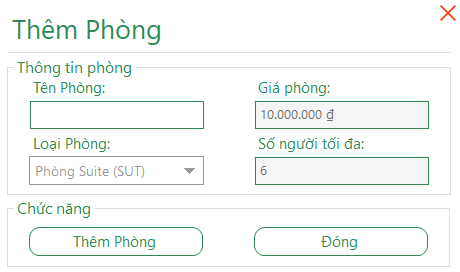 Thêm Phòng
Thông tin phòng
Tên Phòng:
Giá phòng:
10.000.000 ₫
Loại Phòng:
Số người tối đa:
Phòng Suite (SUT)
6
Chức năng
Thêm Phòng
Đóng